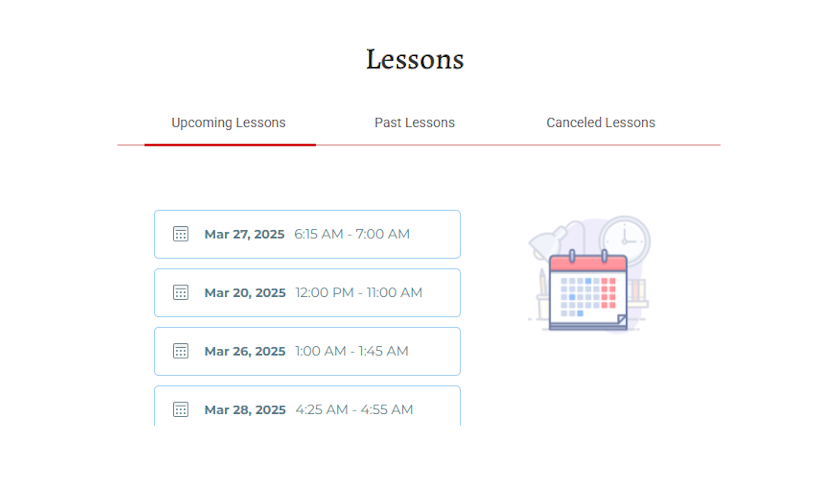 Lessons
Upcoming Lessons Past Lessons Canceled Lessons
Mar 27, 2025 6:15 AM - 7:00 AM
Mar 20, 2025 12:00 PM - 11:00 AM
Mar 26, 2025 1:00 AM - 1:45 AM
Mar 28, 2025 4:25 AM - 4:55 AM